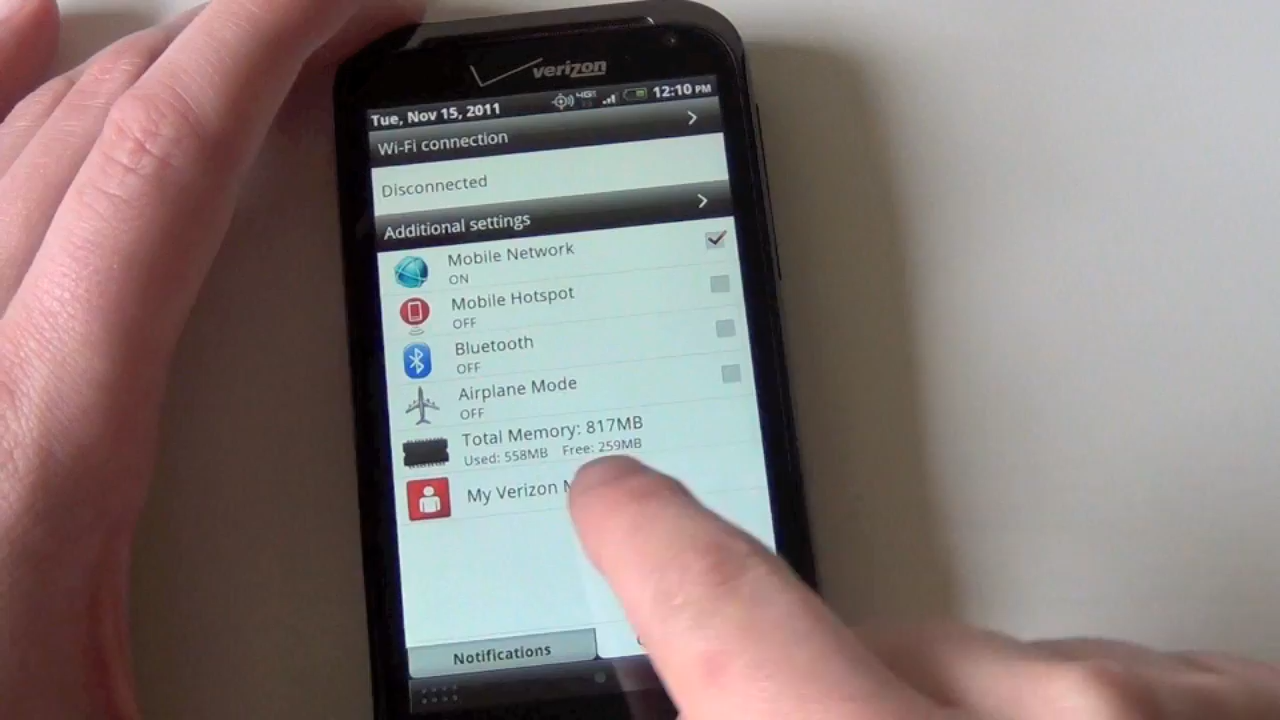 verizon
Tue, Nov 15, 2011 4G 12:10 PM
Wi-Fi connection
Disconnected
Additional settings
Mobile Network
ON
Mobile Hotspot
OFF
Bluetooth
OFF
Airplane Mode
OFF
Total Memory: 817MB
Used: 558MB Free: 259MB
My Verizon
Notifications